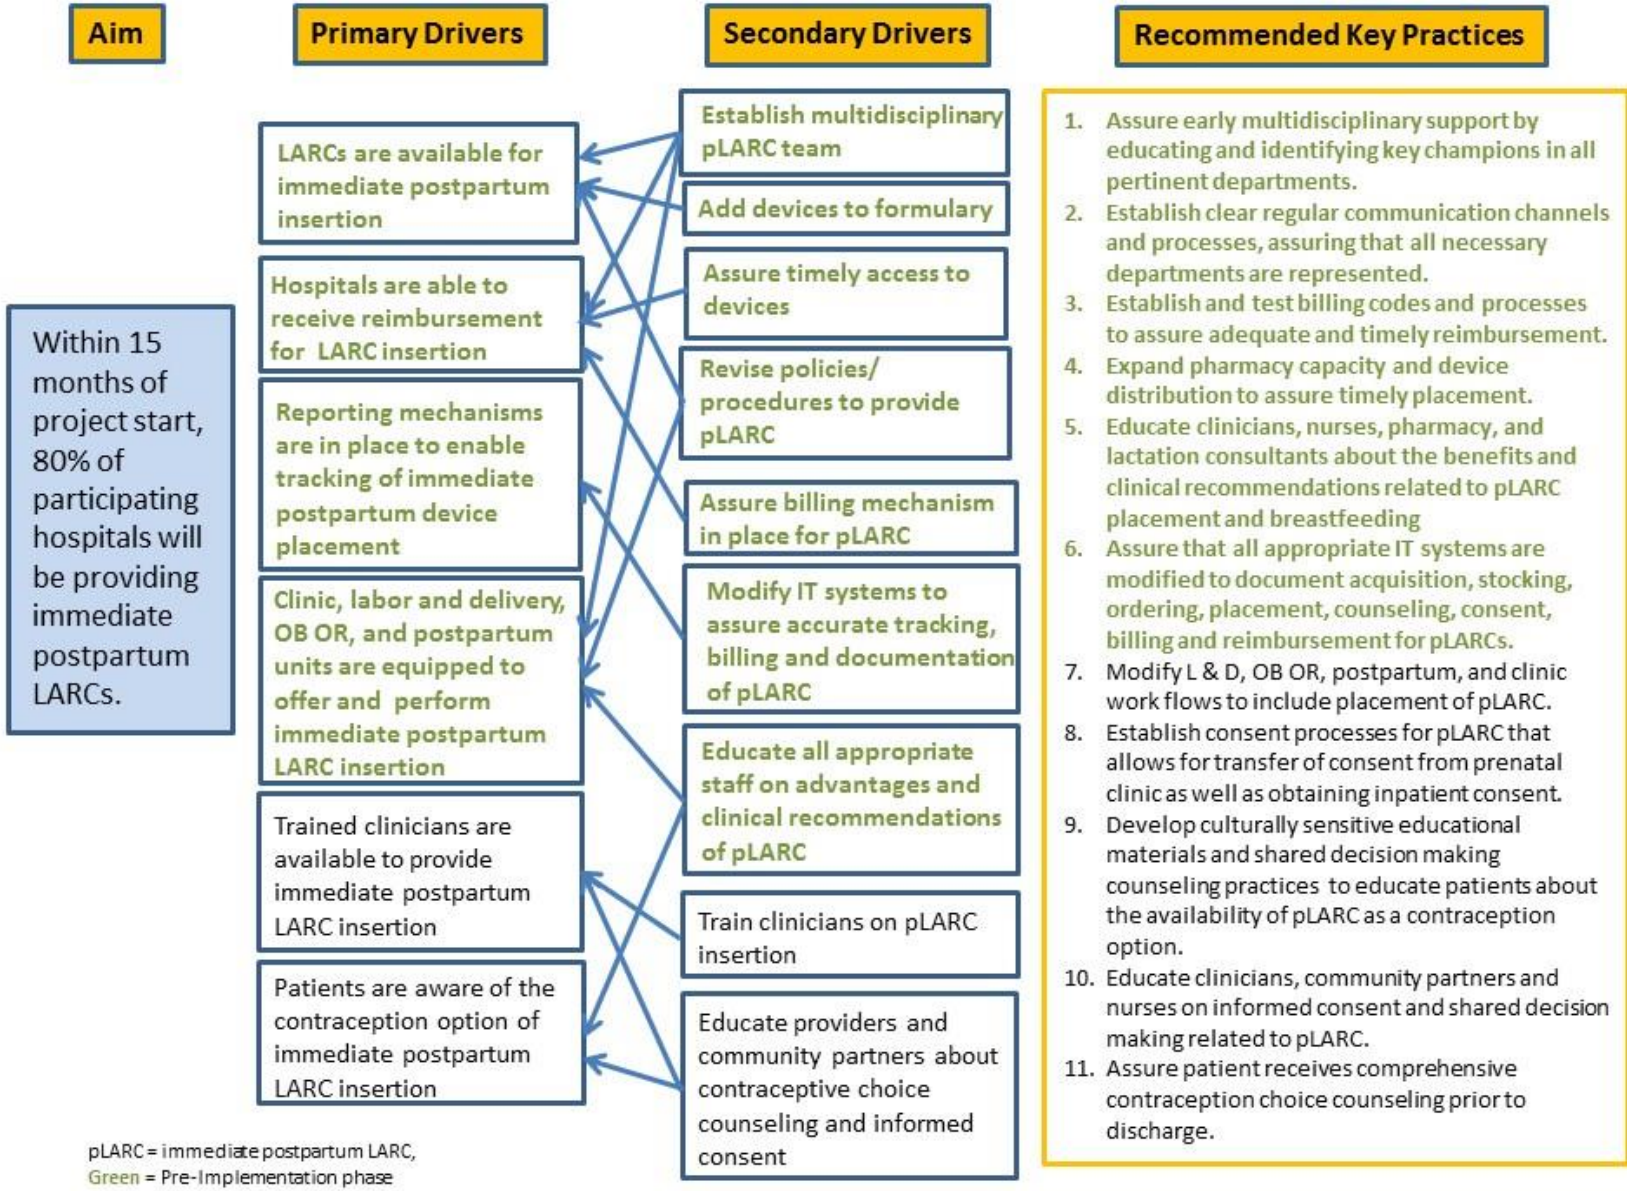 Aim
Primary Drivers
Secondary Drivers
Recommended Key Practices
Within 15
months of
project start,
80% of
participating
hospitals will
be providing
immediate
postpartum
LARCs.
LARCs are available for
immediate postpartum
insertion
Hospitals are able to
receive reimbursement
for LARC insertion
Reporting mechanisms
are in place to enable
tracking of immediate
postpartum device
placement
Clinic, labor and delivery,
OB OR, and postpartum
units are equipped to
offer and perform
immediate postpartum
LARC insertion
Trained clinicians are
available to provide
immediate postpartum
LARC insertion
Patients are aware of the
contraception option of
immediate postpartum
LARC insertion
Establish multidisciplinary
pLARC team
Add devices to formulary
Assure timely access to
devices
Revise policies/
procedures to provide
pLARC
Assure billing mechanism
in place for pLARC
Modify IT systems to
assure accurate tracking,
billing and documentation
of pLARC
Educate all appropriate
staff on advantages and
clinical recommendations
of pLARC
Train clinicians on pLARC
insertion
Educate providers and
community partners about
contraceptive choice
counseling and informed
consent
1. Assure early multidisciplinary support by
educating and identifying key champions in all
pertinent departments.
2. Establish clear regular communication channels
and processes, assuring that all necessary
departments are represented.
3. Establish and test billing codes and processes
to assure adequate and timely reimbursement.
4. Expand pharmacy capacity and device
distribution to assure timely placement.
5. Educate clinicians, nurses, pharmacy, and
lactation consultants about the benefits and
clinical recommendations related to pLARC
placement and breastfeeding
6. Assure that all appropriate IT systems are
modified to document acquisition, stocking,
ordering, placement, counseling, consent,
billing and reimbursement for pLARCs.
7. Modify L & D, OB OR, postpartum, and clinic
work flows to include placement of pLARC.
8. Establish consent processes for pLARC that
allows for transfer of consent from prenatal
clinic as well as obtaining inpatient consent.
9. Develop culturally sensitive educational
materials and shared decision making
counseling practices to educate patients about
the availability of pLARC as a contraception
option.
10. Educate clinicians, community partners and
nurses on informed consent and shared decision
making related to pLARC.
11. Assure patient receives comprehensive
contraception choice counseling prior to
discharge.
pLARC = immediate postpartum LARC,
Green = Pre-Implementation phase